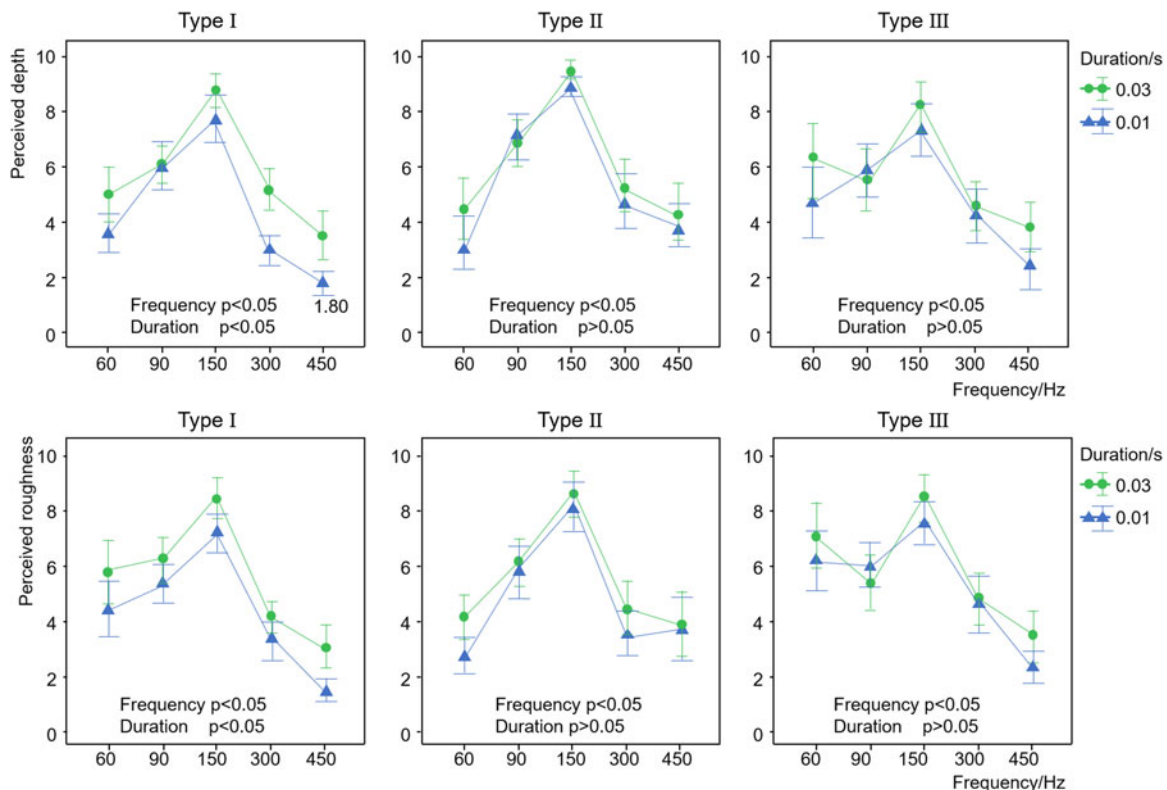 Type Ⅰ
Type Ⅱ
Type Ⅲ
Perceived depth
10
8
6
4
2
0
Frequency p<0.05
Duration p<0.05
1.80
60 90 150 300 450
10
8
6
4
2
0
Frequency p<0.05
Duration p>0.05
60 90 150 300 450
10
8
6
4
2
0
Frequency p<0.05
Duration p>0.05
60 90 150 300 450
Frequency/Hz
Duration/s
0.03
0.01
Type Ⅰ
Type Ⅱ
Type Ⅲ
Perceived roughness
10
8
6
4
2
0
Frequency p<0.05
Duration p<0.05
60 90 150 300 450
10
8
6
4
2
0
Frequency p<0.05
Duration p>0.05
60 90 150 300 450
10
8
6
4
2
0
Frequency p<0.05
Duration p>0.05
60 90 150 300 450
Frequency/Hz
Duration/s
0.03
0.01